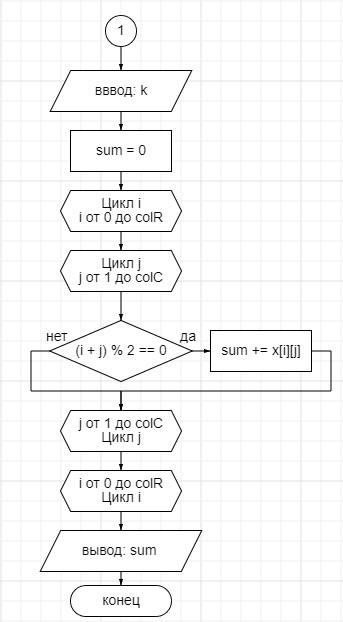 1
вввод: k
sum = 0
Цикл i
i от 0 до colR
Цикл j
j от 1 до colC
нет
(i + j) % 2 == 0
да
sum += x[i][j]
j от 1 до colC
Цикл j
i от 0 до colR
Цикл i
вывод: sum
конец